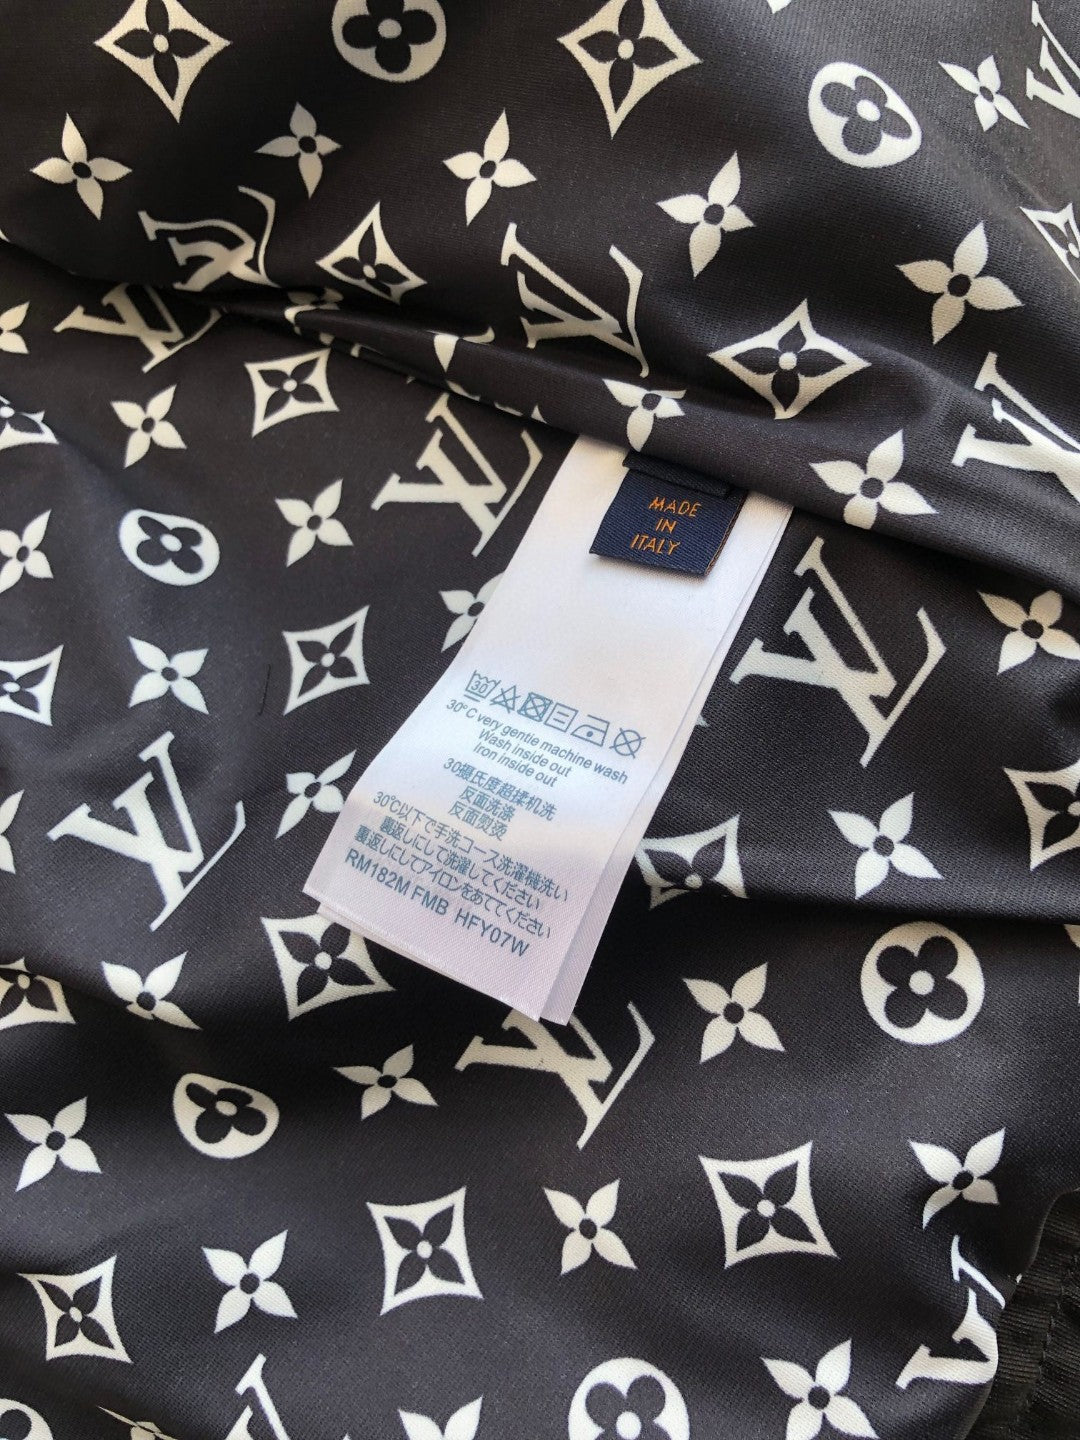 MADE
IN
ITALY
30
30°C very gentle machine wash
Wash inside out
Iron inside out
30摄氏度超揉机洗
反面洗涤
反面熨烫
30℃以下で手洗コース洗濯機洗い
裏返しにして洗濯してください
裏返しにしてアイロンをあててください
RM182M FMB HFY07W